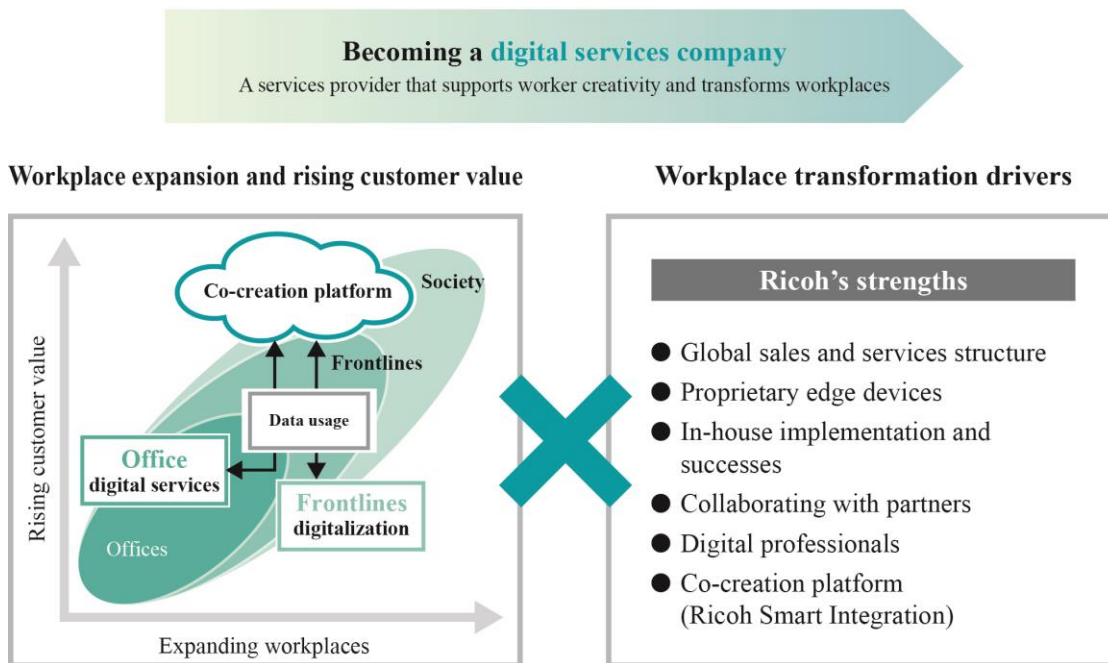 Becoming a digital services company
A services provider that supports worker creativity and transforms workplaces
Workplace expansion and rising customer value
Rising customer value
Co-creation platform
Society
Frontlines
Data usage
Office
digital services
Frontlines
digitalization
Offices
Expanding workplaces
Workplace transformation drivers
Ricoh’s strengths
● Global sales and services structure
● Proprietary edge devices
● In-house implementation and
successes
● Collaborating with partners
● Digital professionals
● Co-creation platform
(Ricoh Smart Integration)